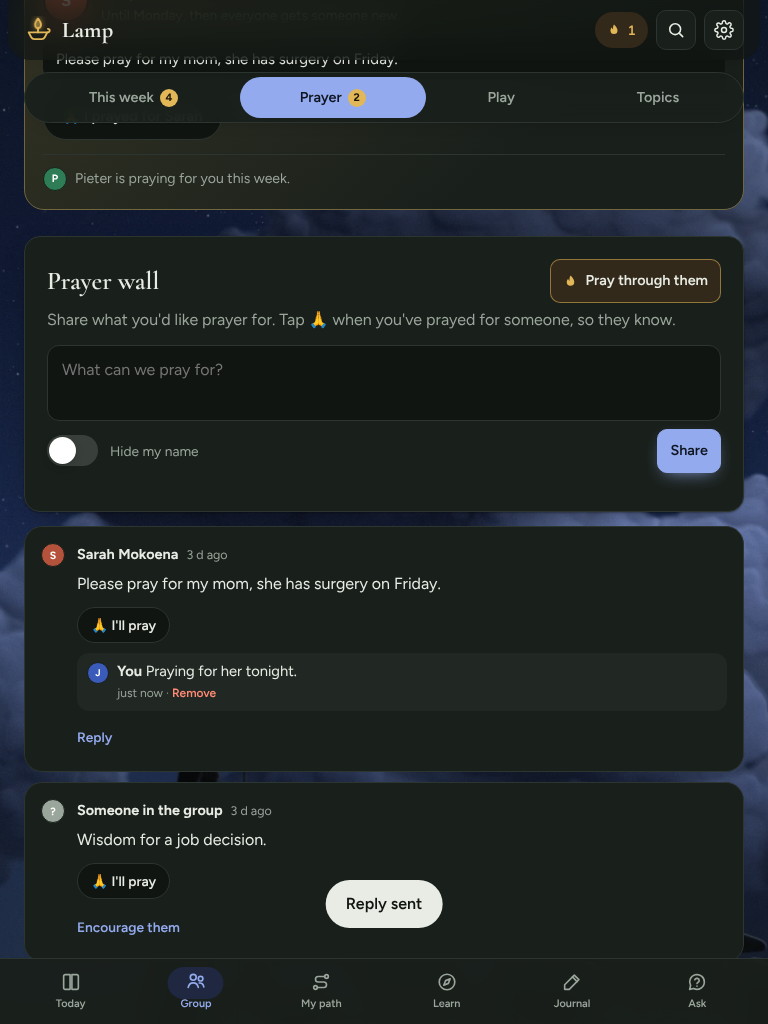 Until Monday, then everyone gets someone new
Lamp
1
Please pray for my mom, she has surgery on Friday.
This week 4
Prayer 2
Play
Topics
I prayed for Sarah
P Pieter is praying for you this week.
Prayer wall
Pray through them
Share what you'd like prayer for. Tap 🙏 when you've prayed for someone, so they know.
What can we pray for?
Hide my name
Share
S Sarah Mokoena 3 d ago
Please pray for my mom, she has surgery on Friday.
🙏 I'll pray
J You Praying for her tonight.
just now · Remove
Reply
? Someone in the group 3 d ago
Wisdom for a job decision.
🙏 I'll pray
Reply sent
Encourage them
Today
Group
My path
Learn
Journal
Ask